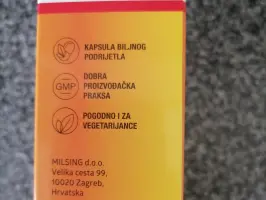 KAPSULA BILJNOG
PODRIJETLA
GMP
DOBRA
PROIZVOĐAČKA
PRAKSA
POGODNO I ZA
VEGETARIJANCE
MILSING d.o.o.
Velika cesta 99,
10020 Zagreb,
Hrvatska